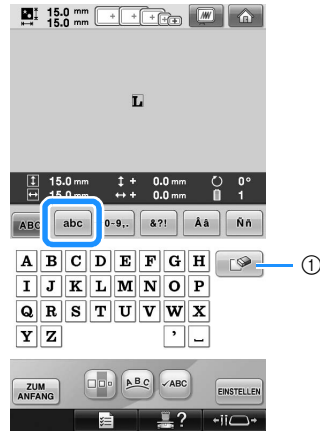 15.0 mm
15.0 mm
L
15.0 mm + 0.0 mm 0°
15.0 mm + 0.0 mm 1
ABC abc 0-9,. &?! Äâ Ññ
A B C D E F G H
I J K L M N O P
Q R S T U V W X
Y Z ' _
①
ZUM ANFANG ABC ✓ABC EINSTELLEN
?